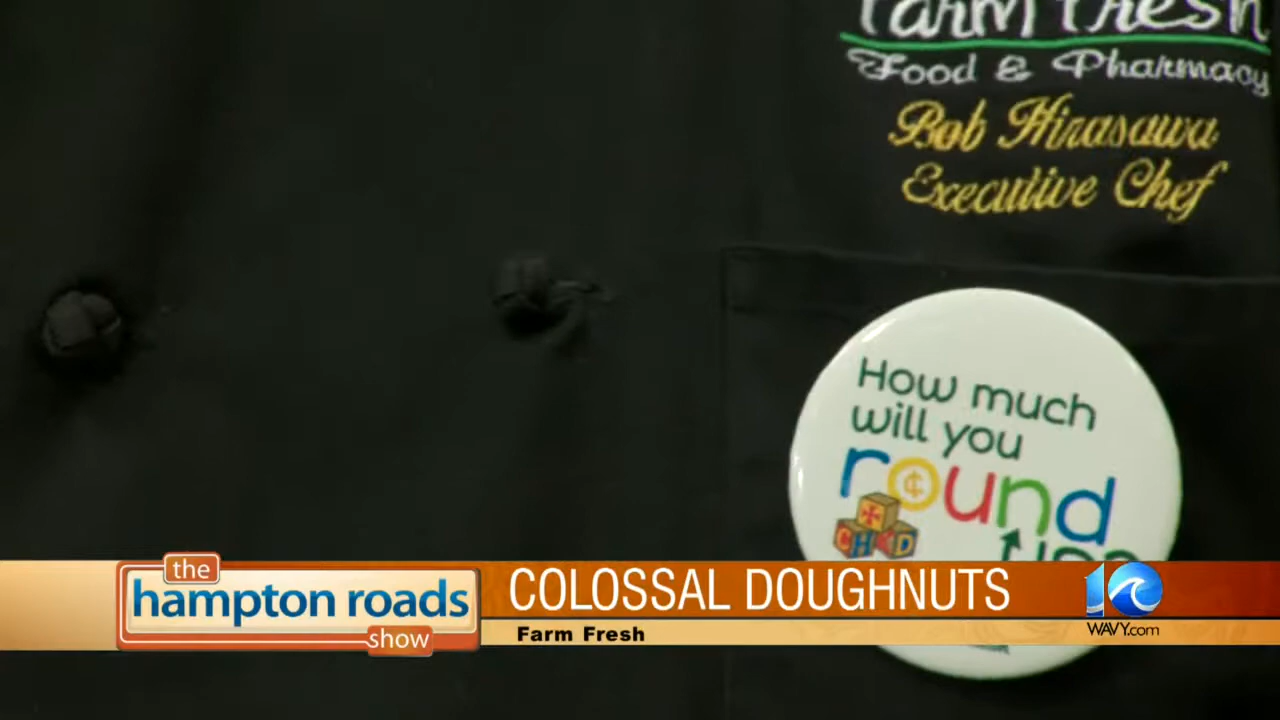 Farm Fresh
Food & Pharmacy
Bob Hirasawa
Executive Chef
How much
will you
round
up?
CHKD
the
hampton roads
show
COLOSSAL DOUGHNUTS
Farm Fresh
10
WAVY.com